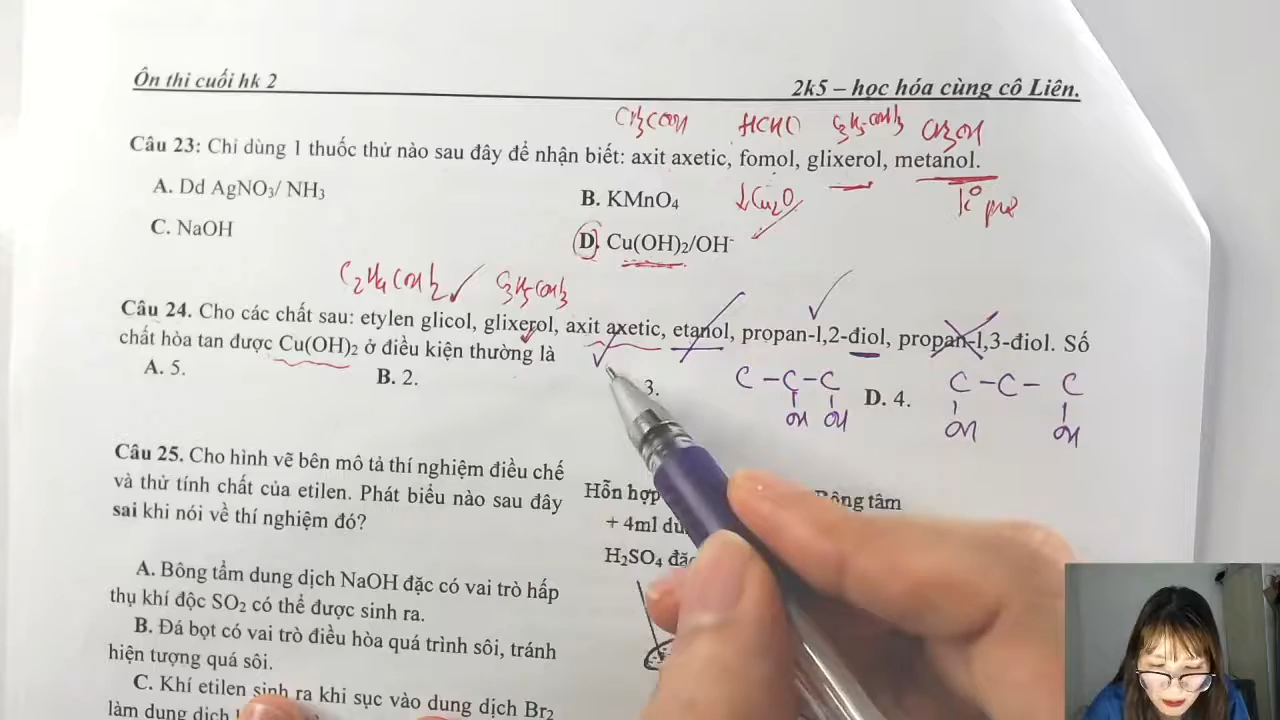 Ôn thi cuối hk 2
2k5 – học hóa cùng cô Liên.
CH3COOH HCHO C3H5(OH)3 CH3OH
Câu 23: Chỉ dùng 1 thuốc thử nào sau đây để nhận biết: axit axetic, fomol, glixerol, metanol.
A. Dd AgNO3/ NH3
B. KMnO4
↓Cu2O
C. NaOH
D. Cu(OH)2/OH-
C2H4(OH)2 C3H5(OH)3
Câu 24. Cho các chất sau: etylen glicol, glixerol, axit axetic, etanol, propan-1,2-điol, propan-1,3-điol. Số
chất hòa tan được Cu(OH)2 ở điều kiện thường là
A. 5.
B. 2.
3.
D. 4.
C – C – C
OH OH
C – C – C
OH OH
Câu 25. Cho hình vẽ bên mô tả thí nghiệm điều chế
và thử tính chất của etilen. Phát biểu nào sau đây
sai khi nói về thí nghiệm đó?
Hỗn hợp
+ 4ml
H2SO4
Bông tâm
A. Bông tẩm dung dịch NaOH đặc có vai trò hấp
thụ khí độc SO2 có thể được sinh ra.
B. Đá bọt có vai trò điều hòa quá trình sôi, tránh
hiện tượng quá sôi.
C. Khí etilen sinh ra khi sục vào dung dịch Br2
làm dung dịch